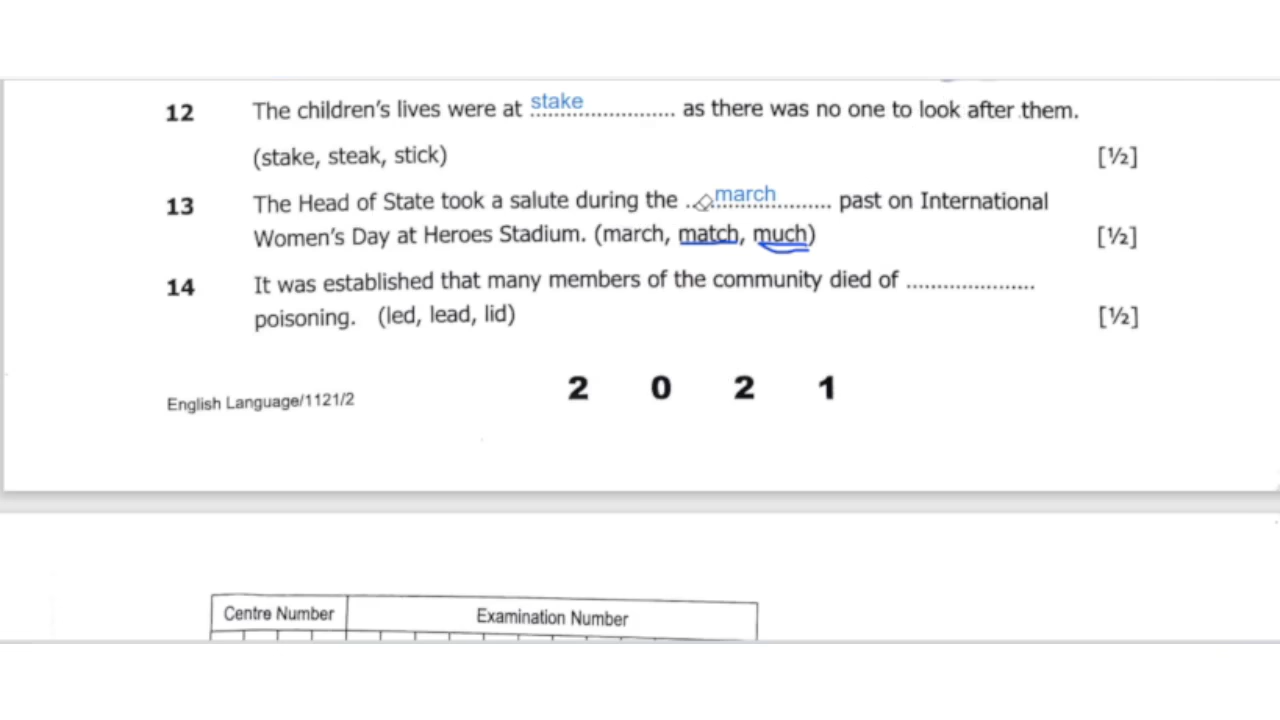 12 The children's lives were at stake as there was no one to look after them.
(stake, steak, stick) [½]
13 The Head of State took a salute during the march past on International
Women's Day at Heroes Stadium. (march, match, much) [½]
14 It was established that many members of the community died of .....................
poisoning. (led, lead, lid) [½]
English Language/1121/2 2 0 2 1
Centre Number Examination Number